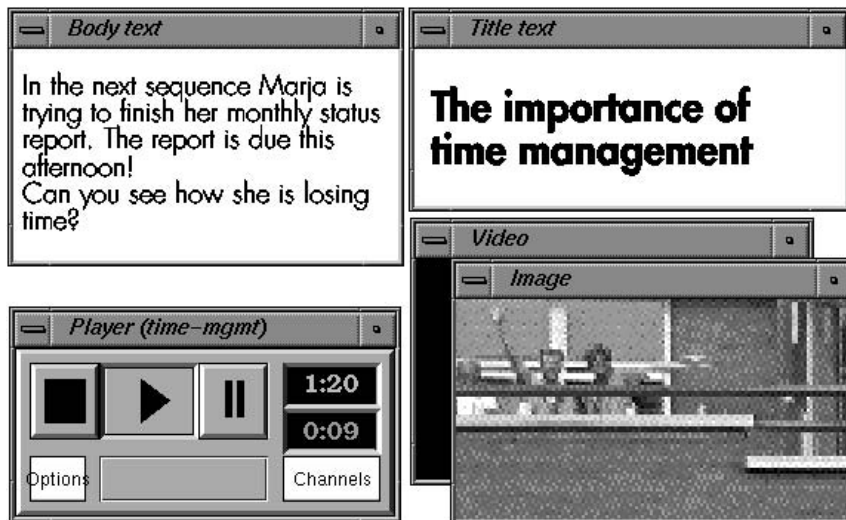 Body text
In the next sequence Marja is
trying to finish her monthly status
report. The report is due this
afternoon!
Can you see how she is losing
time?
Title text
The importance of
time management
Video
Image
Player (time-mgmt)
1:20
0:09
Options
Channels